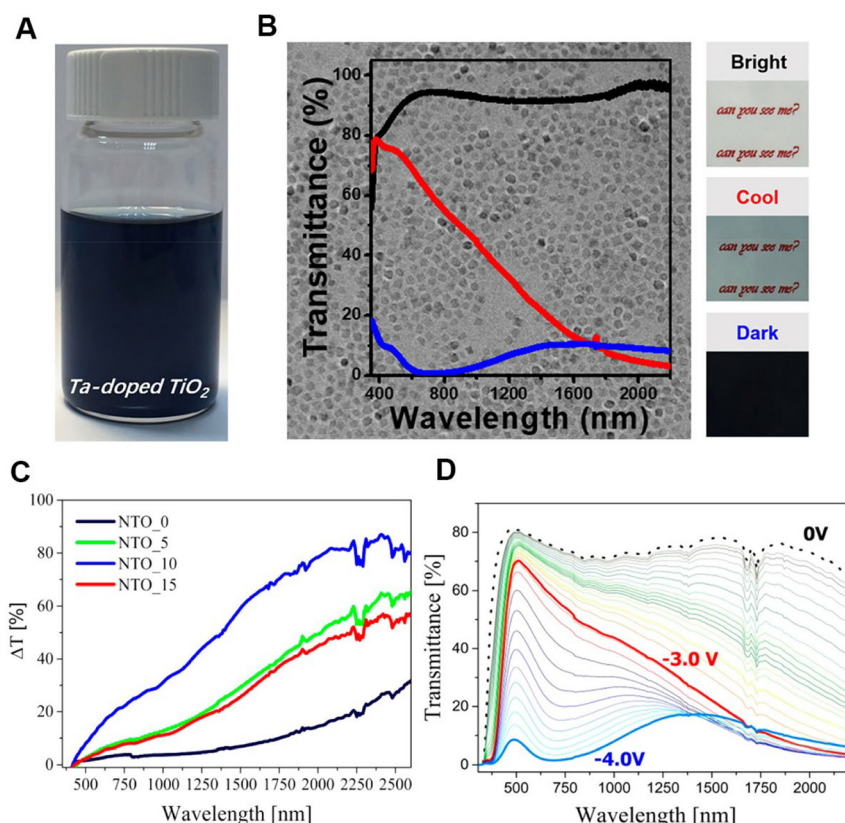 A
Ta-doped TiO2
B
Transmittance (%)
100
80
60
40
20
0
400 800 1200 1600 2000
Wavelength (nm)
Bright
can you see me?
can you see me?
Cool
can you see me?
can you see me?
Dark
C
ΔT [%]
100
80
60
40
20
0
NTO_0
NTO_5
NTO_10
NTO_15
500 750 1000 1250 1500 1750 2000 2250 2500
Wavelength [nm]
D
Transmittance [%]
80
60
40
20
0
0V
-3.0 V
-4.0V
500 750 1000 1250 1500 1750 2000
Wavelength [nm]